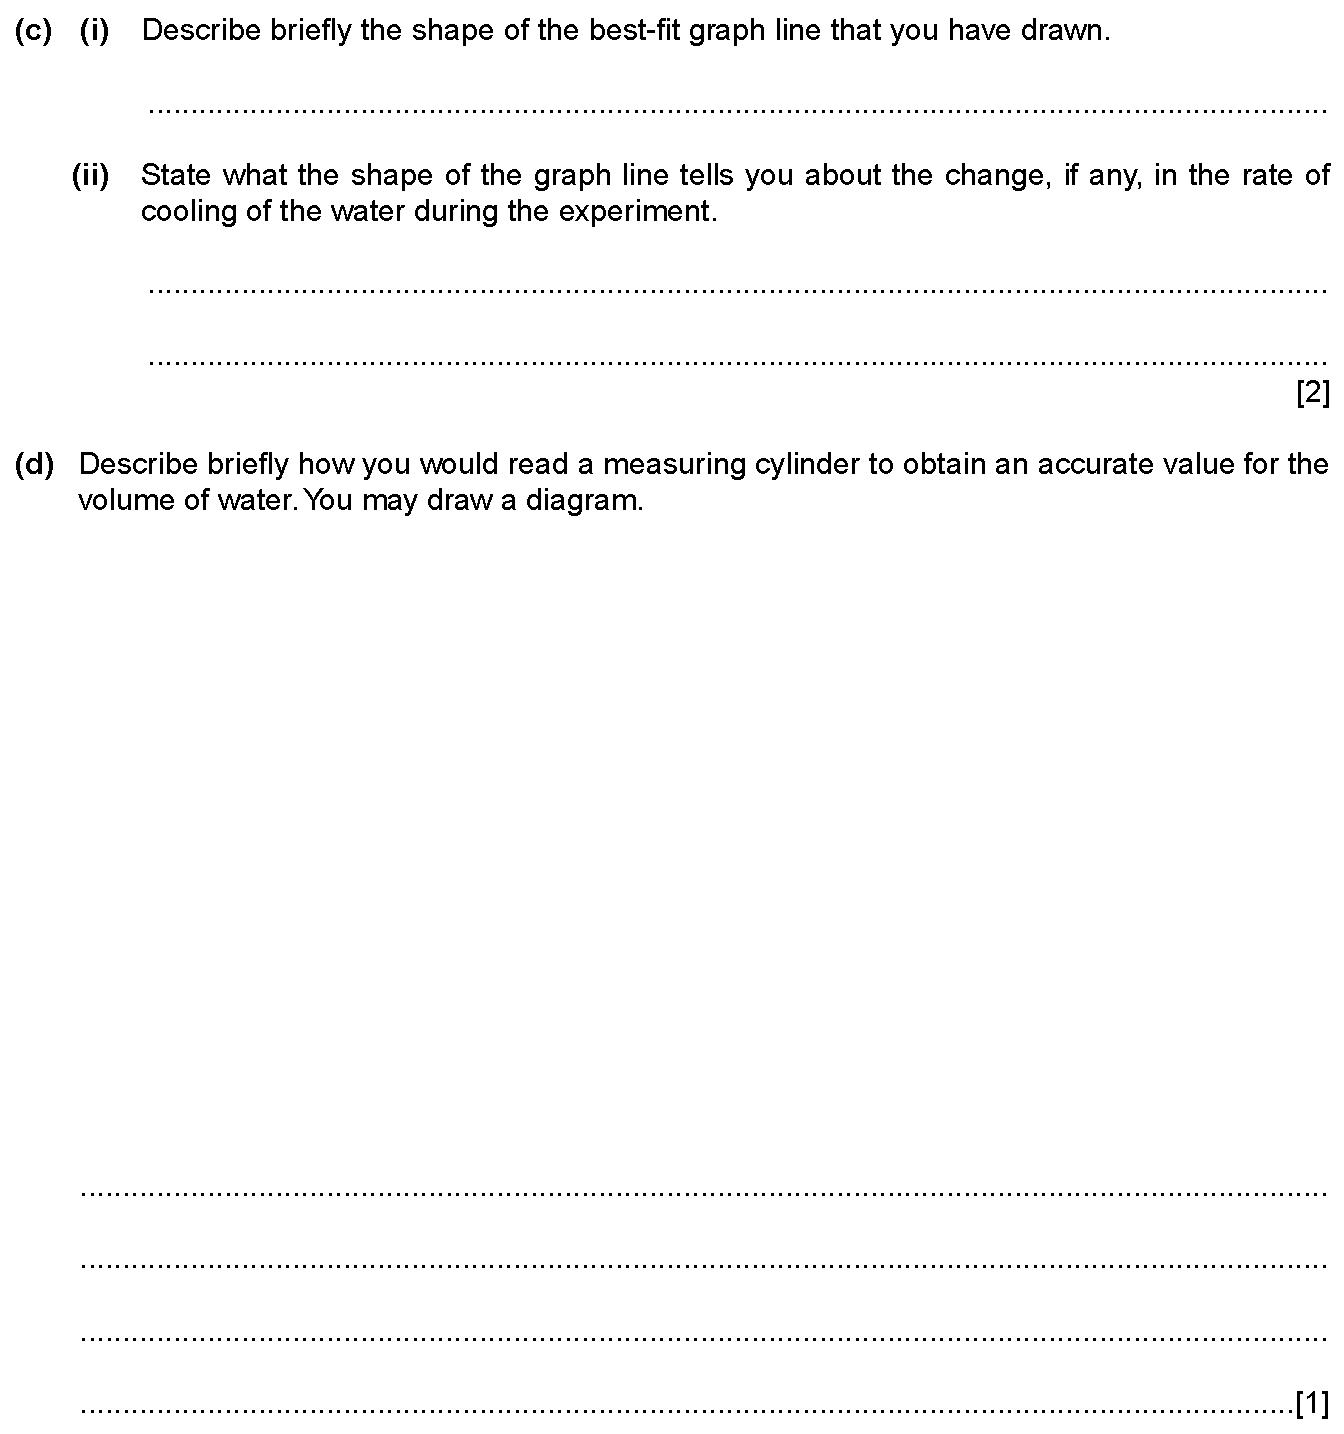 (c) (i) Describe briefly the shape of the best-fit graph line that you have drawn.
(ii) State what the shape of the graph line tells you about the change, if any, in the rate of
cooling of the water during the experiment.
[2]
(d) Describe briefly how you would read a measuring cylinder to obtain an accurate value for the
volume of water. You may draw a diagram.
[1]